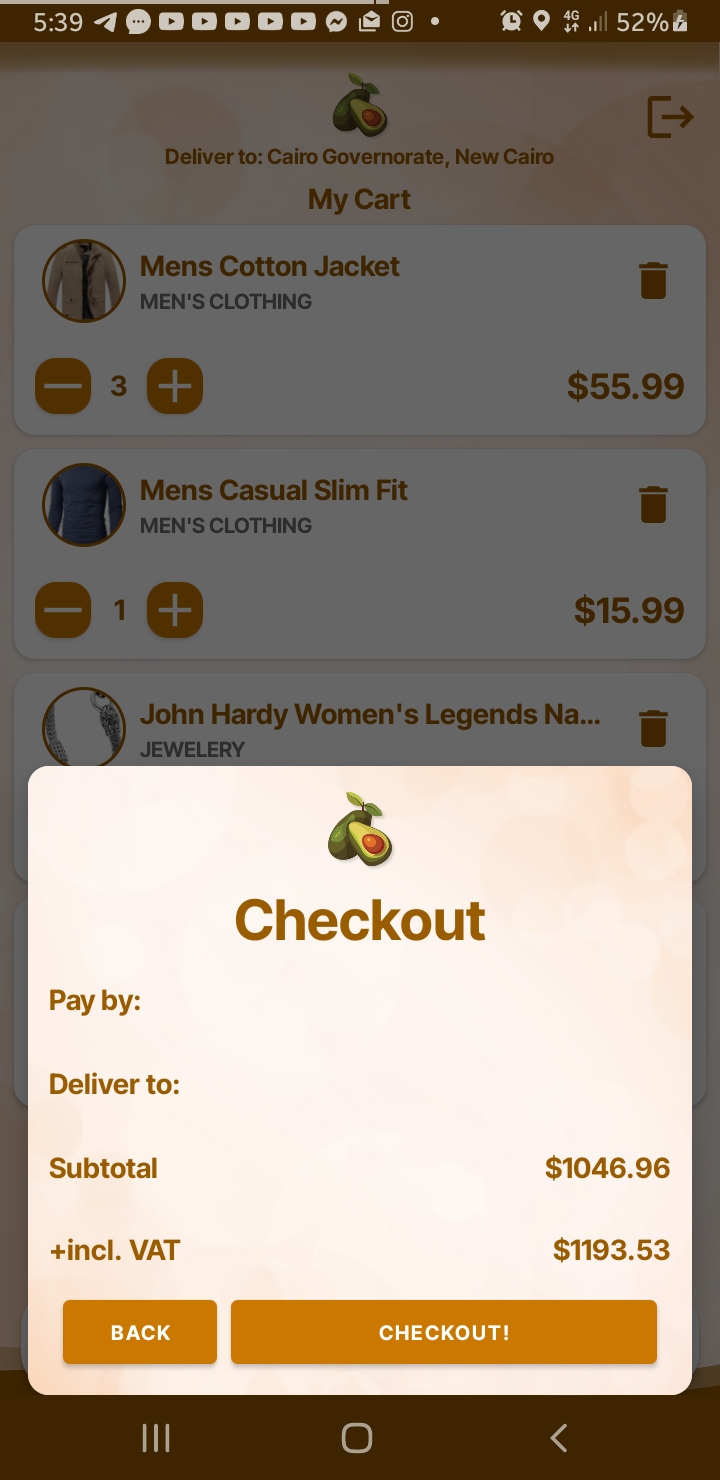 5:39
4G
52%
Deliver to: Cairo Governorate, New Cairo
My Cart
Mens Cotton Jacket
MEN'S CLOTHING
3
$55.99
Mens Casual Slim Fit
MEN'S CLOTHING
1
$15.99
John Hardy Women's Legends Na...
JEWELERY
Checkout
Pay by:
Deliver to:
Subtotal
$1046.96
+incl. VAT
$1193.53
BACK
CHECKOUT!